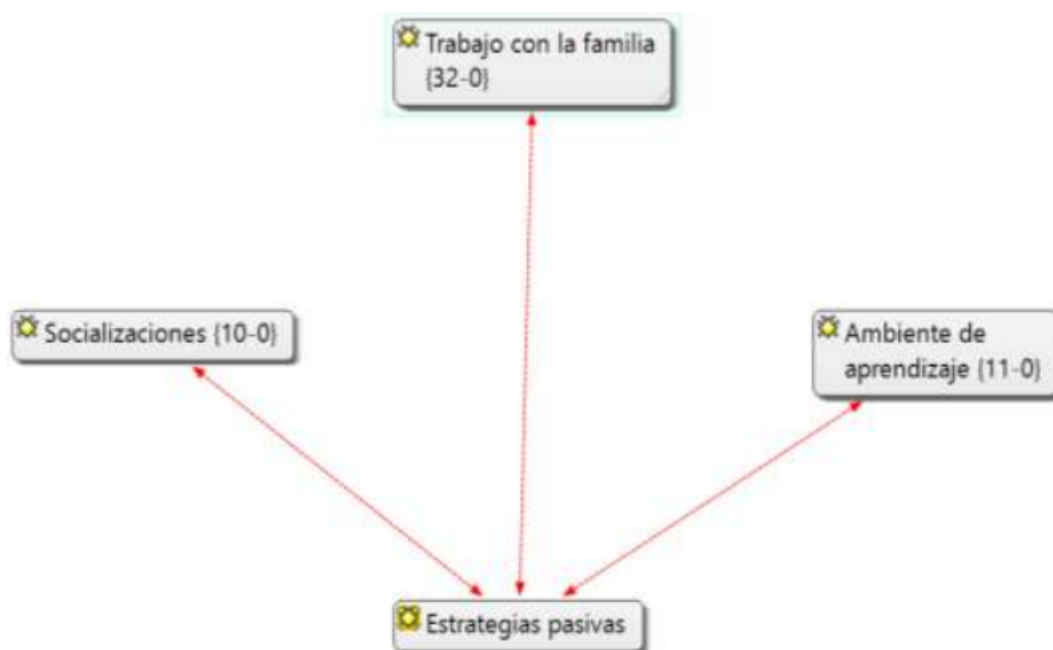 Trabajo con la familia
{32-0}
Socializaciones {10-0}
Ambiente de
aprendizaje {11-0}
Estrategias pasivas